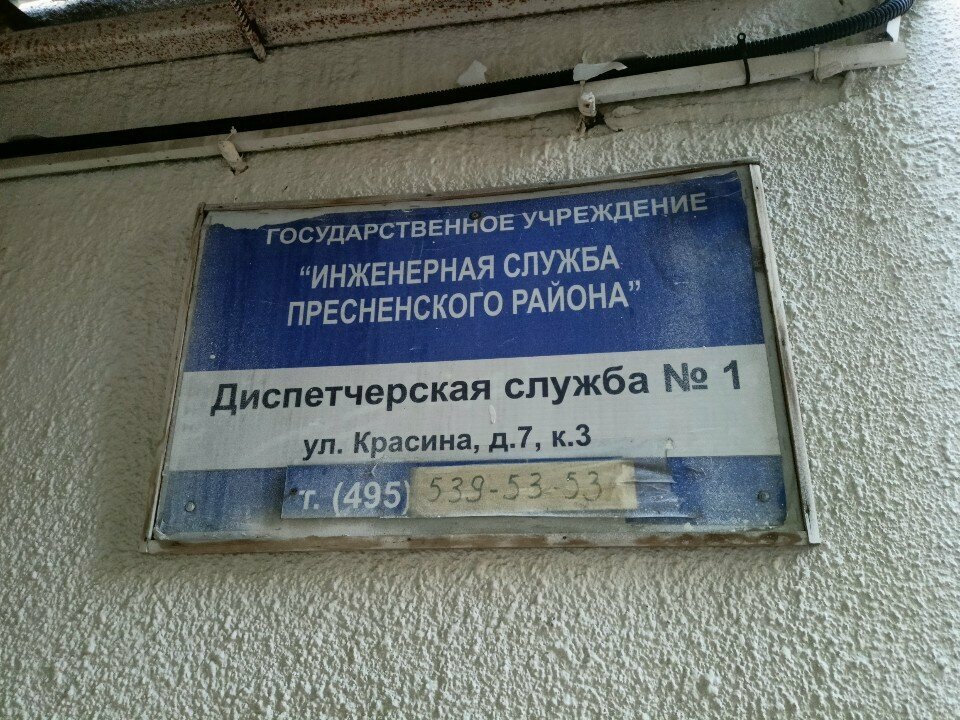 ГОСУДАРСТВЕННОЕ УЧРЕЖДЕНИЕ
“ИНЖЕНЕРНАЯ СЛУЖБА
ПРЕСНЕНСКОГО РАЙОНА”
Диспетчерская служба № 1
ул. Красина, д.7, к.3
т. (495) 539-53-53